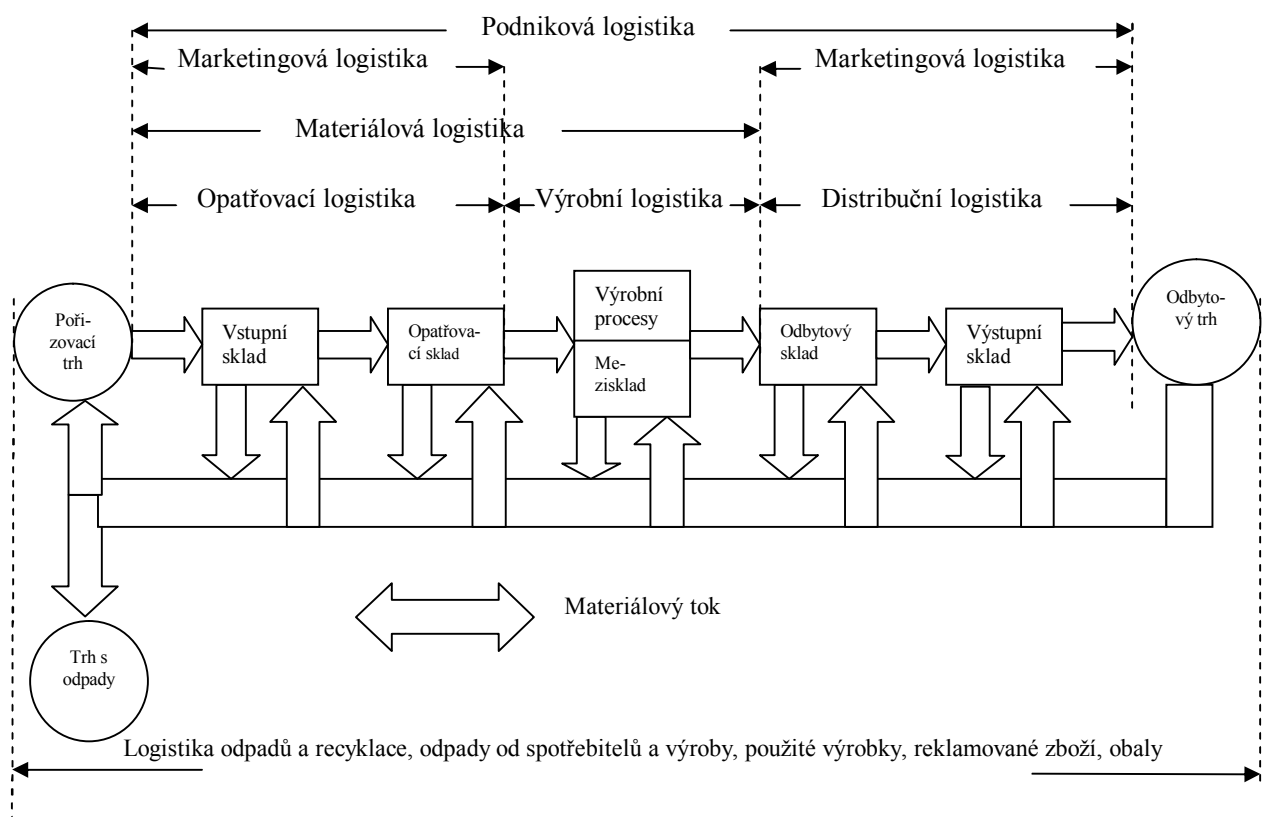 Podniková logistika
Marketingová logistika
Marketingová logistika
Materiálová logistika
Opatřovací logistika
Výrobní logistika
Distribuční logistika
Poři-
zovací
trh
Vstupní
sklad
Opatřova-
cí sklad
Výrobní
procesy
Me-
zisklad
Odbytový
sklad
Výstupní
sklad
Odbyto-
vý trh
Materiálový tok
Trh s
odpady
Logistika odpadů a recyklace, odpady od spotřebitelů a výroby, použité výrobky, reklamované zboží, obaly